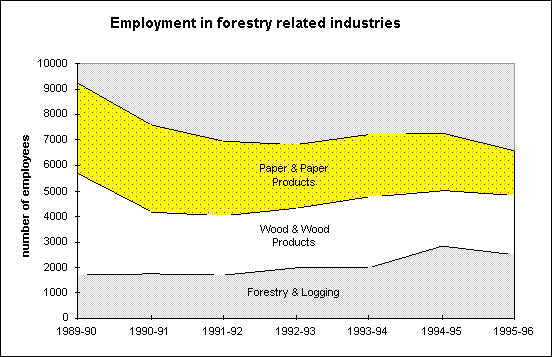 Employment in forestry related industries
number of employees
10000
9000
8000
7000
6000
5000
4000
3000
2000
1000
0
Paper & Paper
Products
Wood & Wood
Products
Forestry & Logging
1989-90 1990-91 1991-92 1992-93 1993-94 1994-95 1995-96